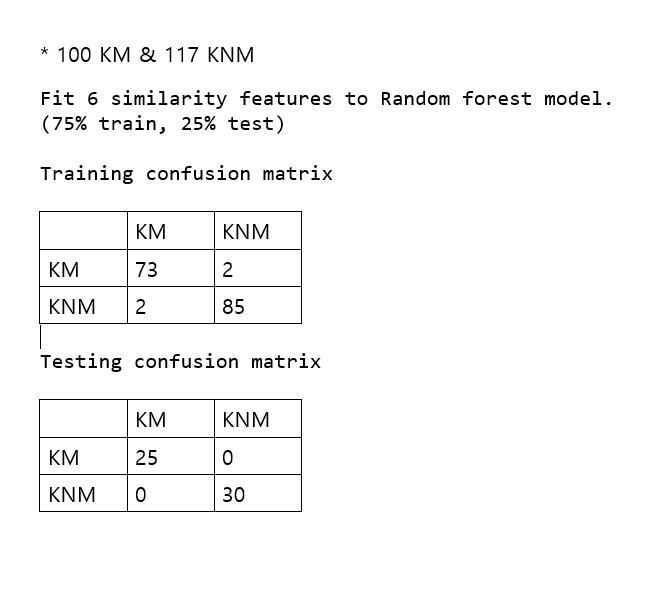 * 100 KM & 117 KNM
Fit 6 similarity features to Random forest model.
(75% train, 25% test)
Training confusion matrix
KM KNM
KM 73 2
KNM 2 85
Testing confusion matrix
KM KNM
KM 25 0
KNM 0 30